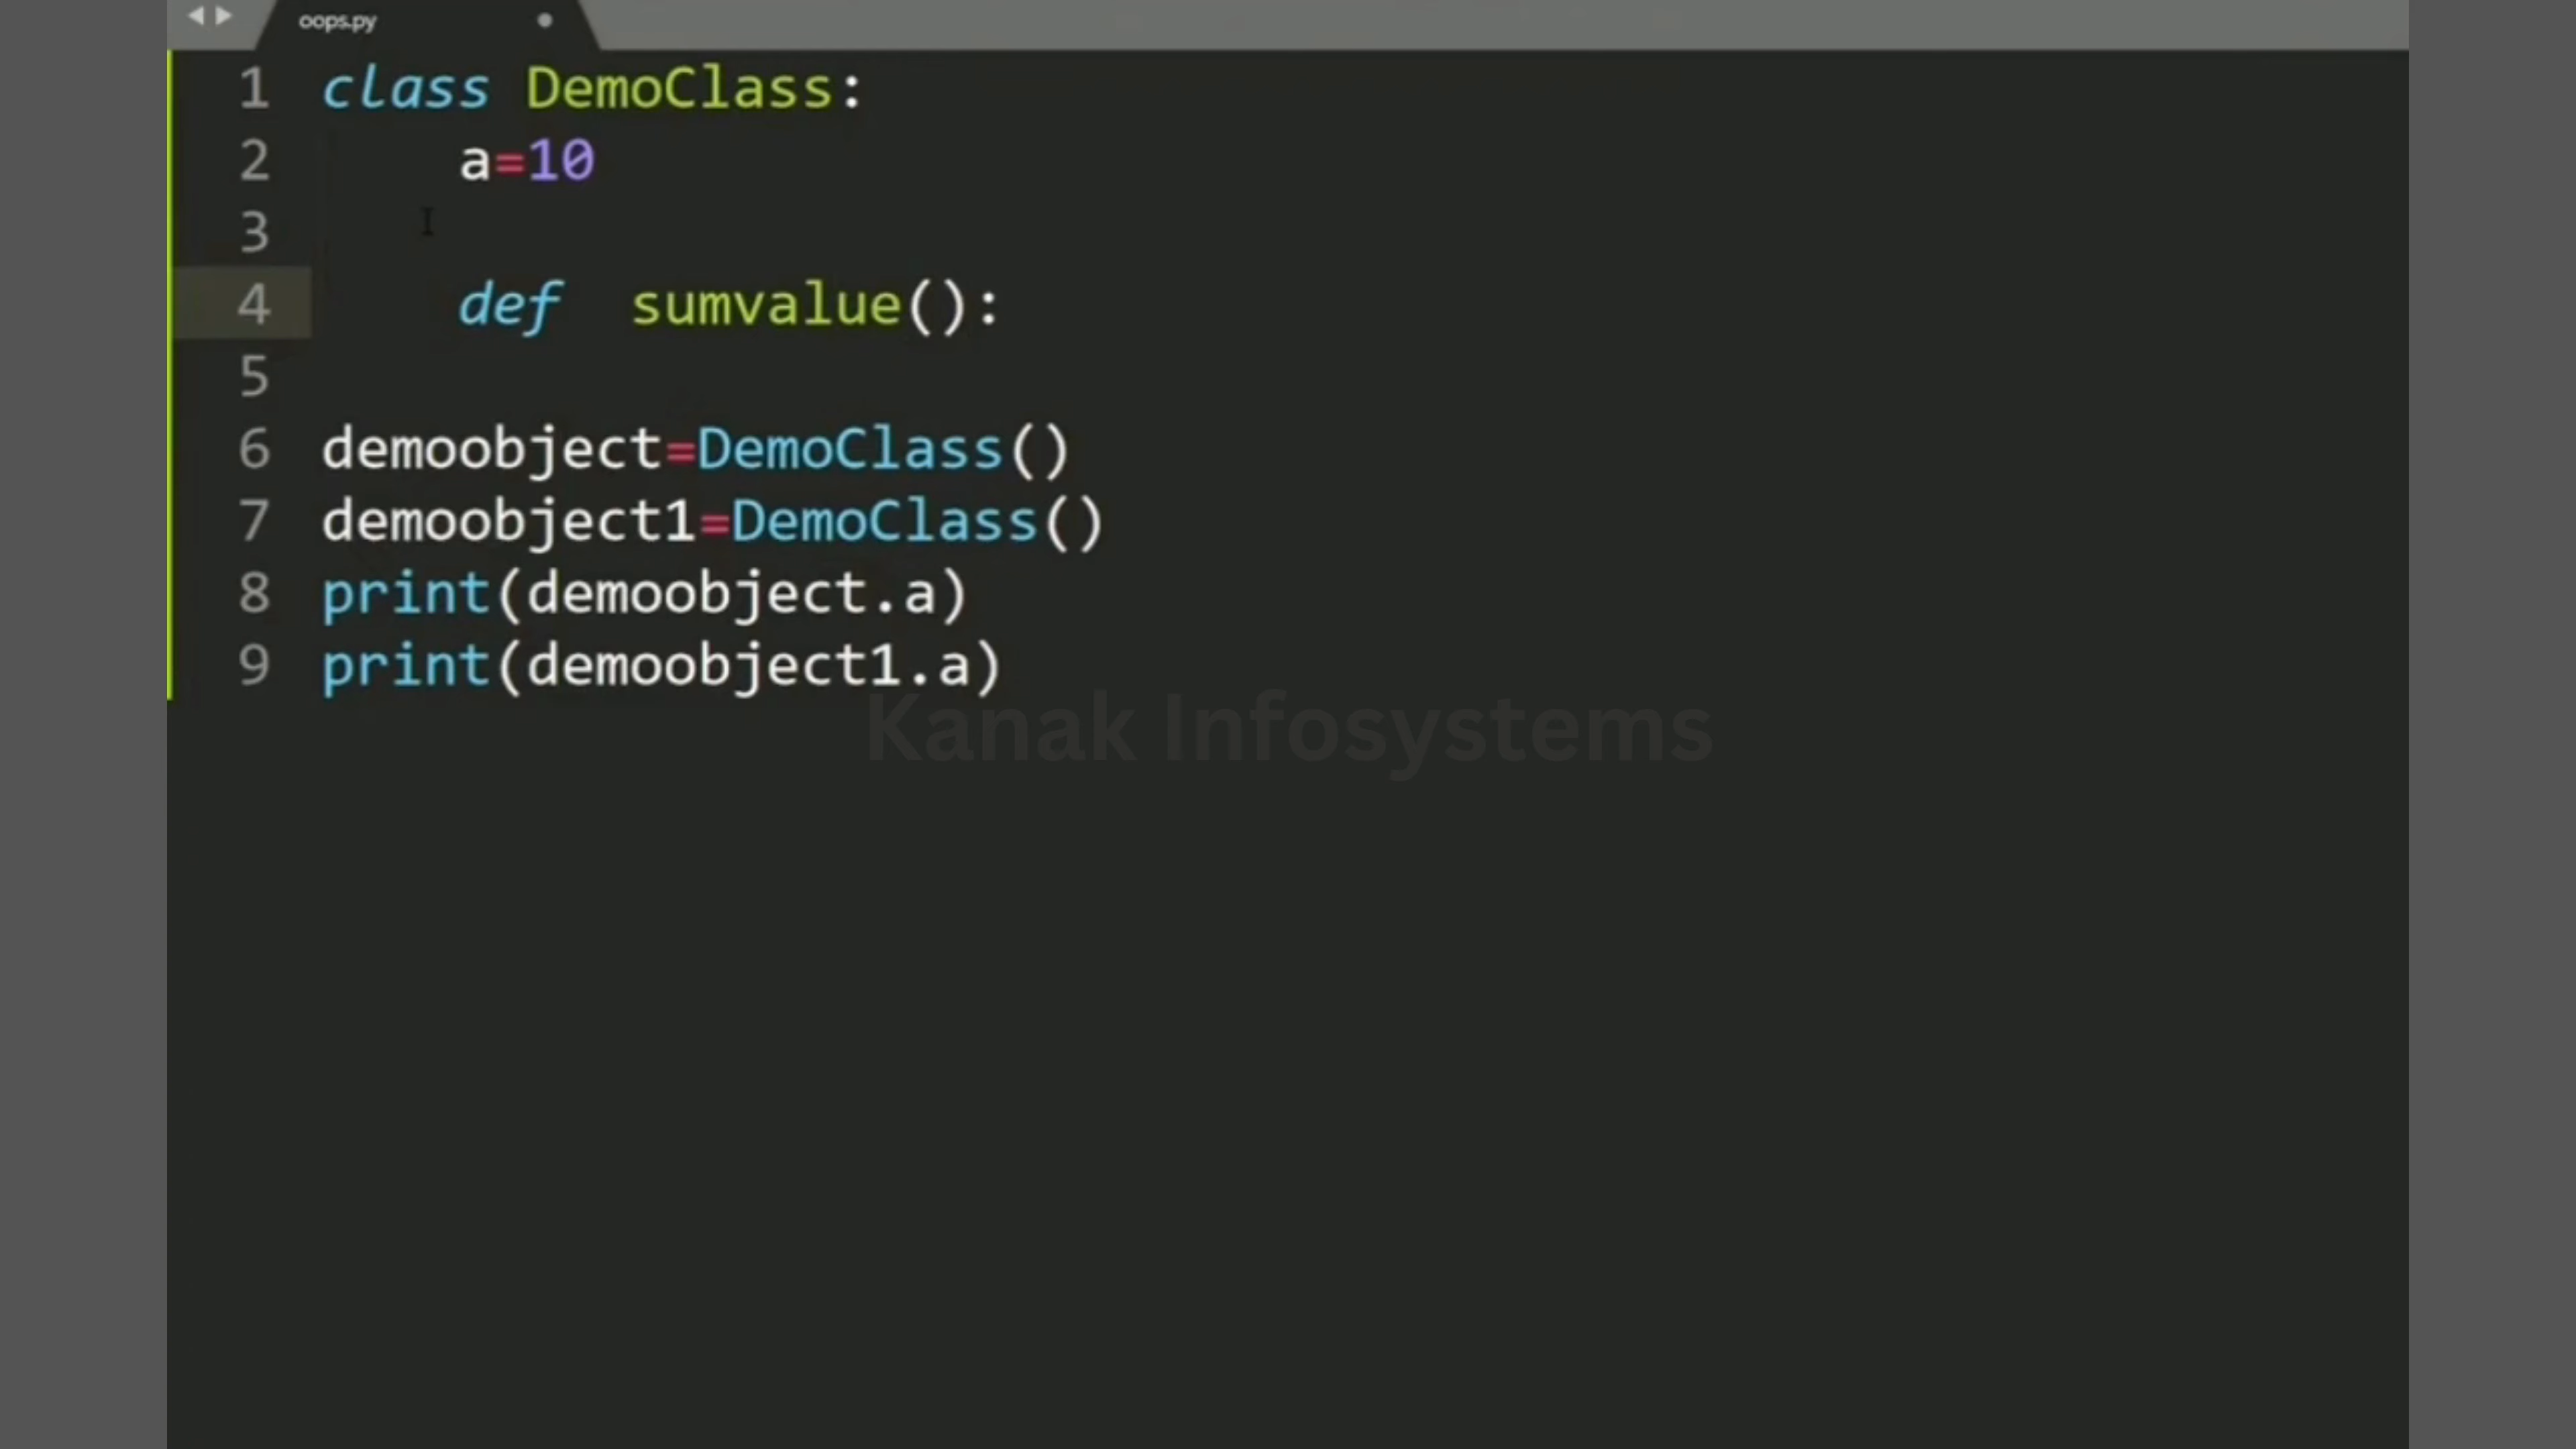 oops.py
1 class DemoClass:
2     a=10
3
4     def  sumvalue():
5
6 demoobject=DemoClass()
7 demoobject1=DemoClass()
8 print(demoobject.a)
9 print(demoobject1.a)
Kanak Infosystems